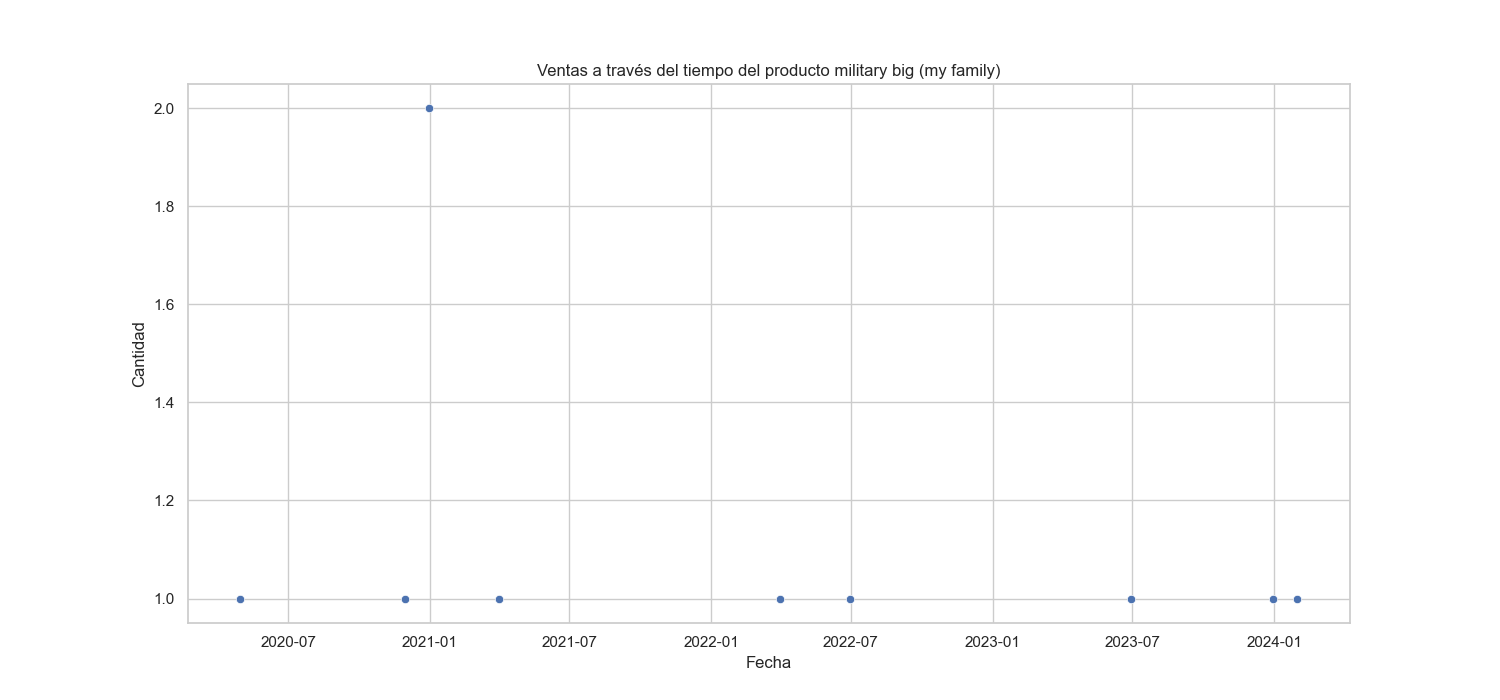 Ventas a través del tiempo del producto military big (my family)
2.0
1.8
1.6
1.4
1.2
1.0
Cantidad
2020-07 2021-01 2021-07 2022-01 2022-07 2023-01 2023-07 2024-01
Fecha